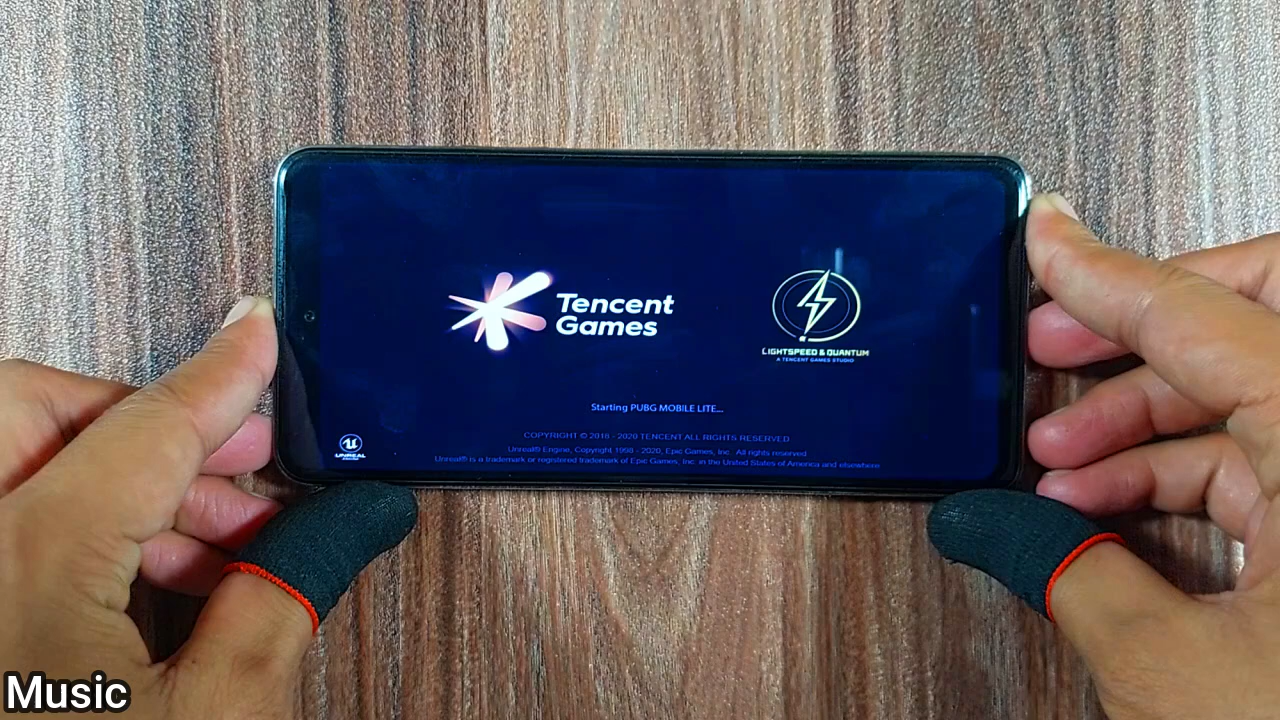 Tencent
Games
LIGHTSPEED & QUANTUM
A TENCENT GAMES STUDIO
Starting PUBG MOBILE LITE...
COPYRIGHT © 2018 - 2020 TENCENT ALL RIGHTS RESERVED
Unreal® Engine, Copyright 1998 - 2020, Epic Games, Inc. All rights reserved
Unreal® is a trademark or registered trademark of Epic Games, Inc. in the United States of America and elsewhere
UNREAL
Music